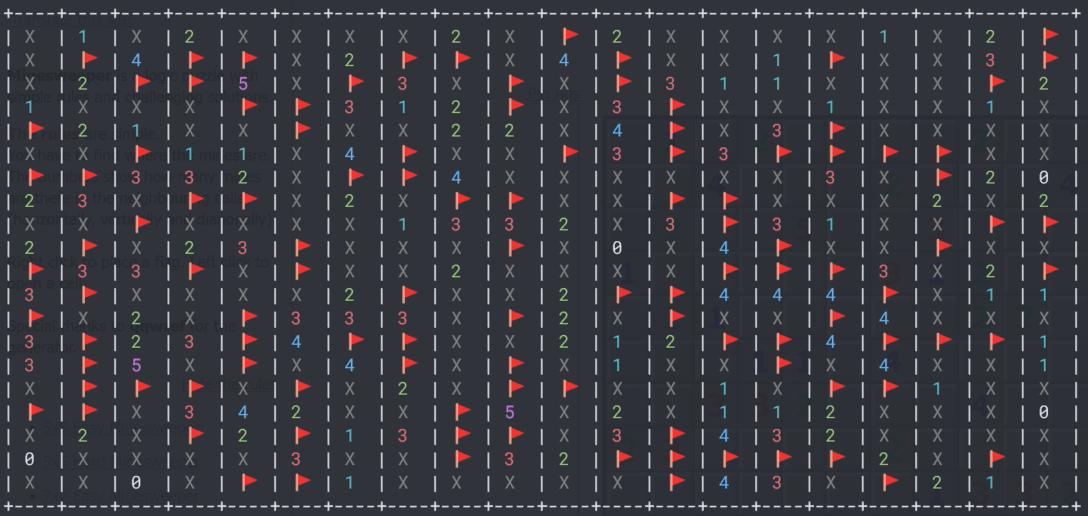 | X | 1 | X | 2 | X | X | X | X | 2 | X | 🚩 | 2 | X | X | X | X | 1 | X | 2 | 🚩 |
| X | 🚩 | 4 | 🚩 | 🚩 | X | 2 | 🚩 | 🚩 | X | 4 | 🚩 | X | X | 1 | 🚩 | X | X | 3 | 🚩 |
| X | 2 | 🚩 | 🚩 | 5 | X | 🚩 | 3 | X | 🚩 | X | 🚩 | 3 | 1 | 1 | X | X | X | 🚩 | 2 |
| 1 | X | X | X | 🚩 | 🚩 | 3 | 1 | 2 | 🚩 | X | 3 | 🚩 | X | X | 1 | X | X | 1 | X |
| 🚩 | 2 | 1 | X | X | 🚩 | X | X | 2 | 2 | X | 4 | 🚩 | X | 3 | 🚩 | X | X | X | X |
| X | X | 🚩 | 1 | 1 | X | 4 | 🚩 | X | X | 🚩 | 3 | 🚩 | 3 | 🚩 | 🚩 | 🚩 | 🚩 | X | X |
| 🚩 | 🚩 | 3 | 3 | 2 | X | 🚩 | 🚩 | 4 | X | X | X | X | X | X | 3 | X | 🚩 | 2 | 0 |
| 2 | 3 | X | 🚩 | 🚩 | X | 2 | X | 🚩 | 🚩 | X | X | 🚩 | 🚩 | X | X | X | 2 | X | 2 |
| X | X | 🚩 | X | X | X | X | 1 | 3 | 3 | 2 | X | 3 | 🚩 | 3 | 1 | X | X | 🚩 | 🚩 |
| 2 | 🚩 | X | 2 | 3 | 🚩 | X | X | X | 🚩 | X | 0 | X | 4 | 🚩 | X | X | 🚩 | X | X |
| 🚩 | 3 | 3 | 🚩 | X | 🚩 | X | X | 2 | X | X | X | X | 🚩 | 🚩 | 🚩 | 3 | X | 2 | 🚩 |
| 3 | 🚩 | X | X | X | X | 2 | 🚩 | X | X | 2 | 🚩 | 🚩 | 4 | 4 | 4 | 🚩 | X | 1 | 1 |
| 🚩 | X | 2 | X | 🚩 | 3 | 3 | 3 | X | 🚩 | 2 | X | 🚩 | X | X | 🚩 | 4 | X | X | X |
| 3 | 🚩 | 2 | 3 | 🚩 | 4 | 🚩 | 🚩 | X | X | 2 | 1 | 2 | 🚩 | 🚩 | 4 | 🚩 | 🚩 | 🚩 | 1 |
| 3 | 🚩 | 5 | X | 🚩 | X | 4 | 🚩 | X | 🚩 | X | 1 | X | X | 🚩 | X | 4 | X | X | 1 |
| X | 🚩 | 🚩 | 🚩 | X | 🚩 | X | 2 | X | 🚩 | 🚩 | X | X | 1 | X | 🚩 | 🚩 | 1 | X | X |
| 🚩 | 🚩 | X | 3 | 4 | 2 | X | X | 🚩 | 5 | X | 2 | X | 1 | 1 | 2 | X | X | X | 0 |
| X | 2 | X | 🚩 | 2 | 🚩 | 1 | 3 | 🚩 | 🚩 | X | 3 | 🚩 | 4 | 3 | 2 | X | X | X | X |
| 0 | X | X | X | X | 3 | X | X | 🚩 | 3 | 2 | 🚩 | 🚩 | 🚩 | 🚩 | 🚩 | 2 | X | 🚩 | X |
| X | X | 0 | X | 🚩 | 🚩 | 1 | X | X | X | X | X | 🚩 | 4 | 3 | X | 🚩 | 2 | 1 | X |